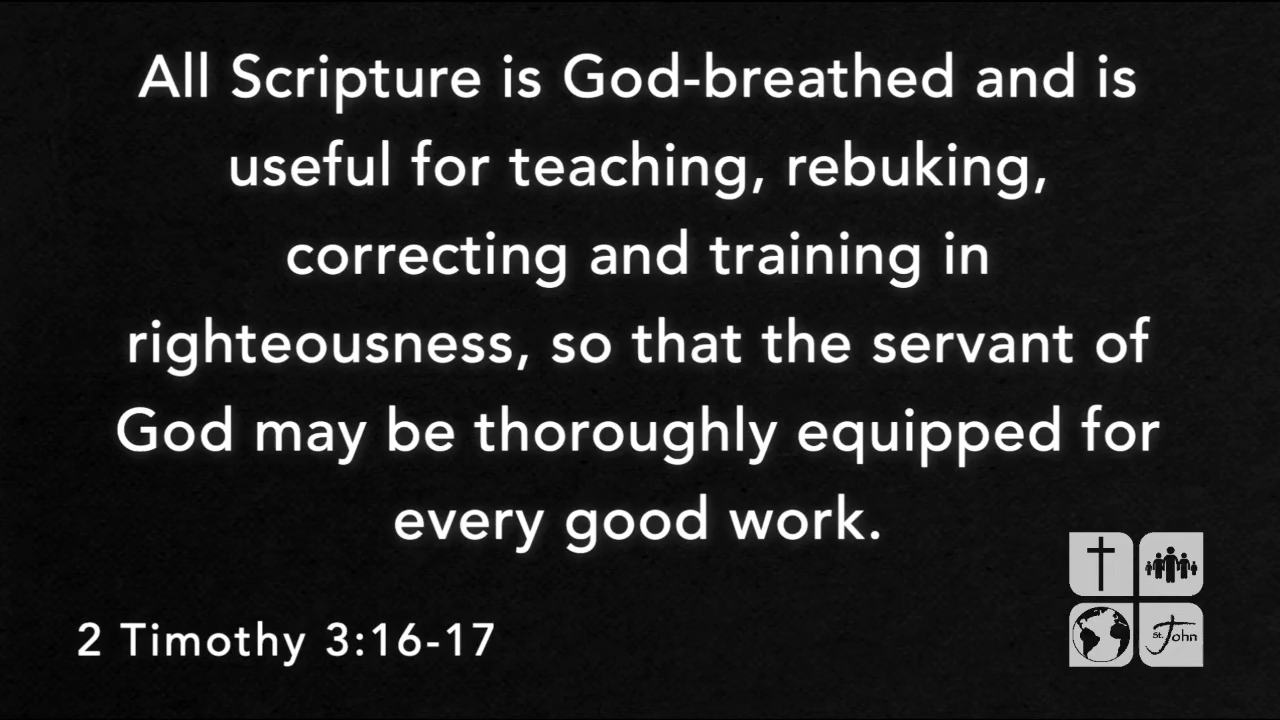 All Scripture is God-breathed and is
useful for teaching, rebuking,
correcting and training in
righteousness, so that the servant of
God may be thoroughly equipped for
every good work.
2 Timothy 3:16-17
St. John